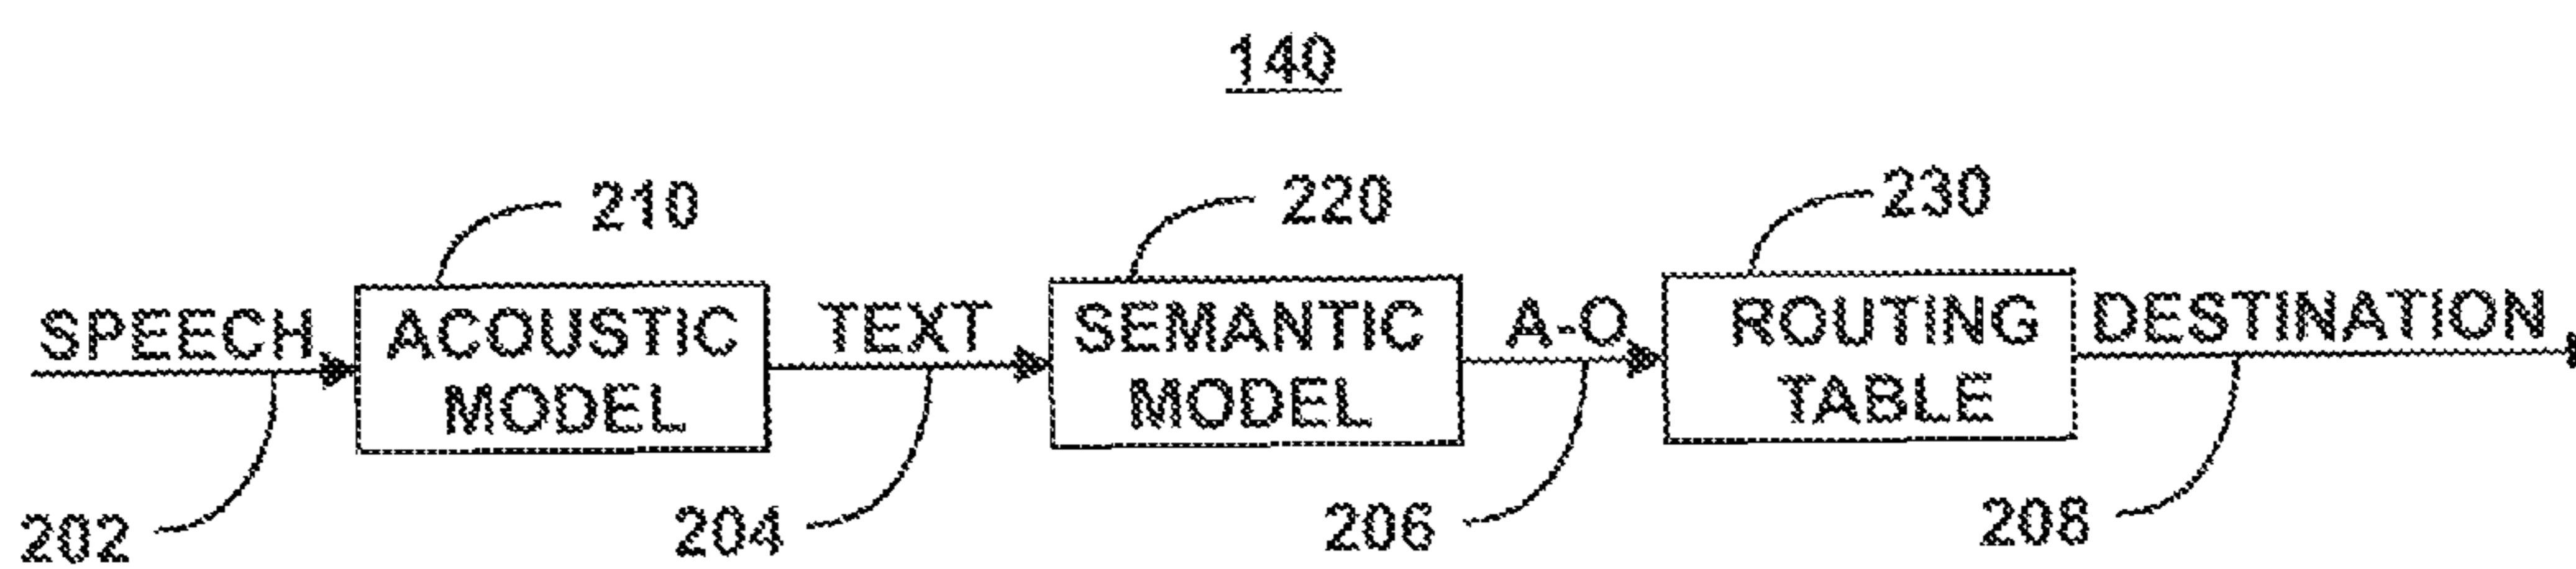 140
210
220
230
SPEECH
ACOUSTIC
MODEL
TEXT
SEMANTIC
MODEL
A-O
ROUTING
TABLE
DESTINATION
202
204
206
208